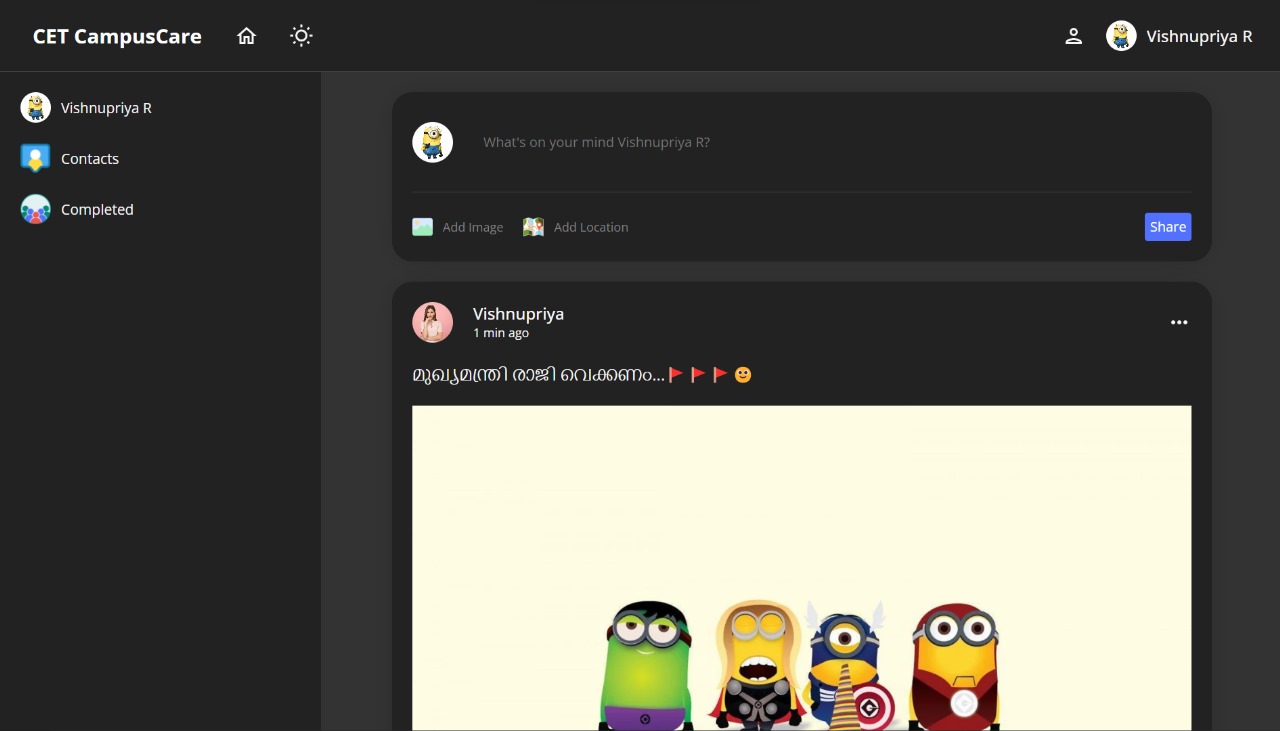 CET CampusCare
Vishnupriya R
Vishnupriya R
Contacts
Completed
What's on your mind Vishnupriya R?
Add Image
Add Location
Share
Vishnupriya
1 min ago
മുഖ്യമന്ത്രി രാജി വെക്കണം...🚩🚩🚩🙂